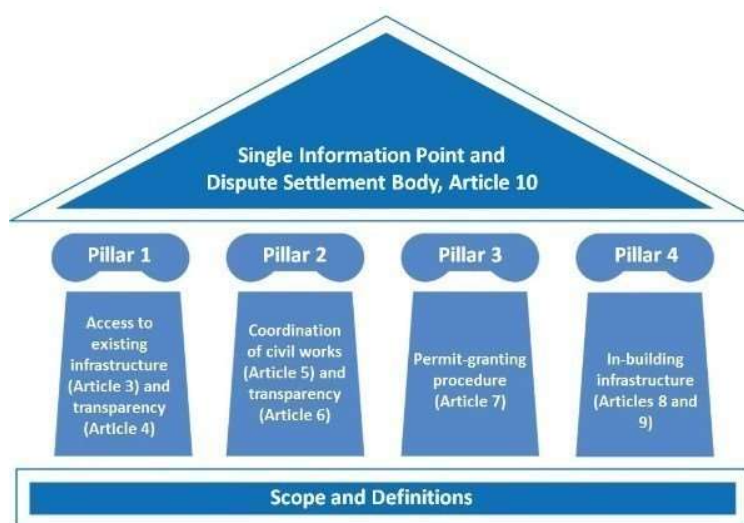 Single Information Point and
Dispute Settlement Body, Article 10
Pillar 1
Pillar 2
Pillar 3
Pillar 4
Access to
existing
infrastructure
(Article 3) and
transparency
(Article 4)
Coordination
of civil works
(Article 5) and
transparency
(Article 6)
Permit-granting
procedure
(Article 7)
In-building
infrastructure
(Articles 8 and
9)
Scope and Definitions